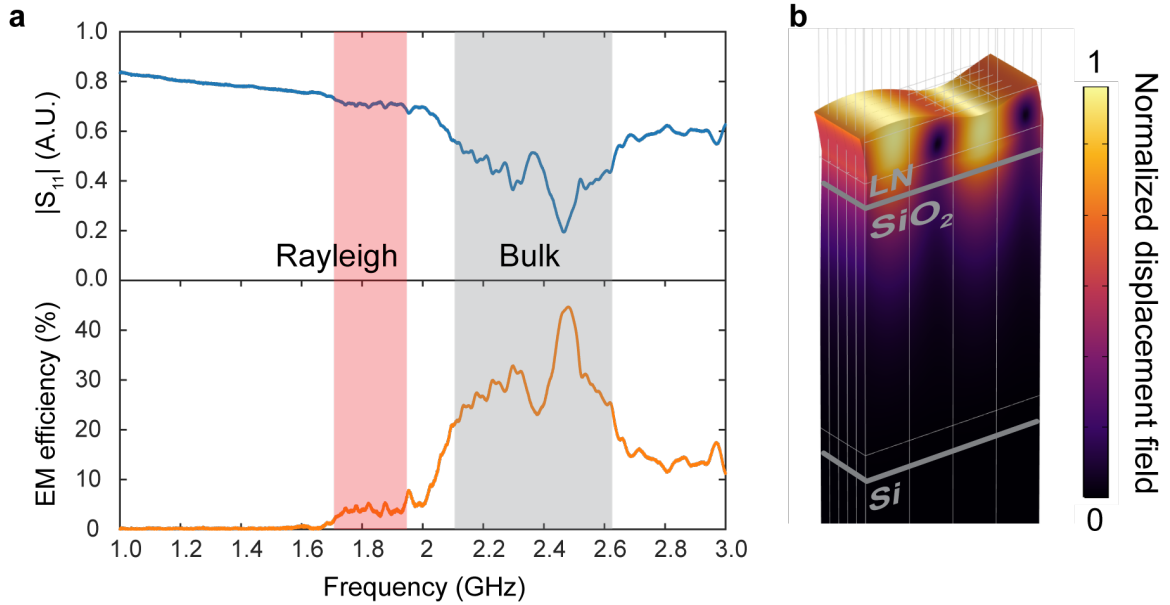 a
1.0
0.8
0.6
0.4
0.2
0.0
|S₁₁| (A.U.)
Rayleigh
Bulk
40
30
20
10
0
EM efficiency (%)
1.0 1.2 1.4 1.6 1.8 2 2.2 2.4 2.6 2.8 3.0
Frequency (GHz)
b
LN
SiO₂
Si
1
0
Normalized displacement field